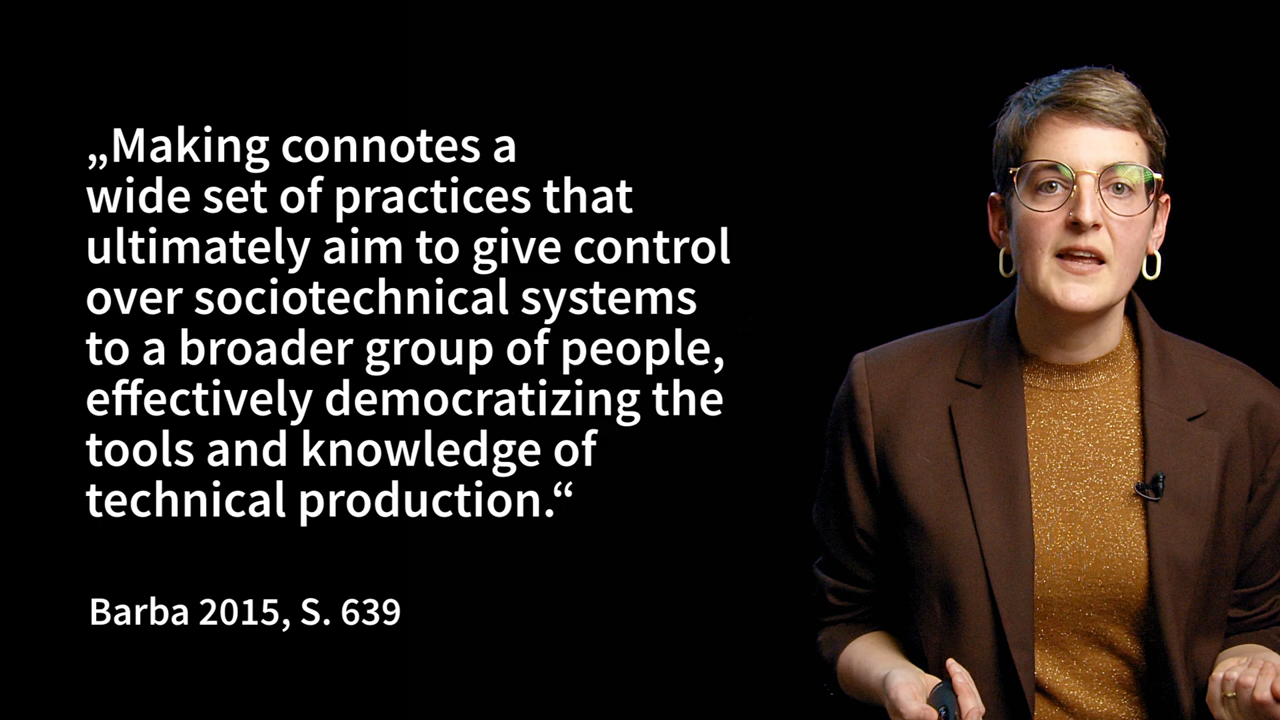 „Making connotes a
wide set of practices that
ultimately aim to give control
over sociotechnical systems
to a broader group of people,
effectively democratizing the
tools and knowledge of
technical production.“
Barba 2015, S. 639